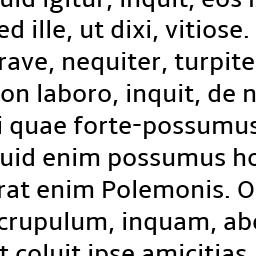 uid igitur, inquit, eos
ed ille, ut dixi, vitiose.
rave, nequiter, turpite
on laboro, inquit, de n
i quae forte-possumus
uid enim possumus ho
rat enim Polemonis. O
crupulum, inquam, abe
t coluit ipse amicitias